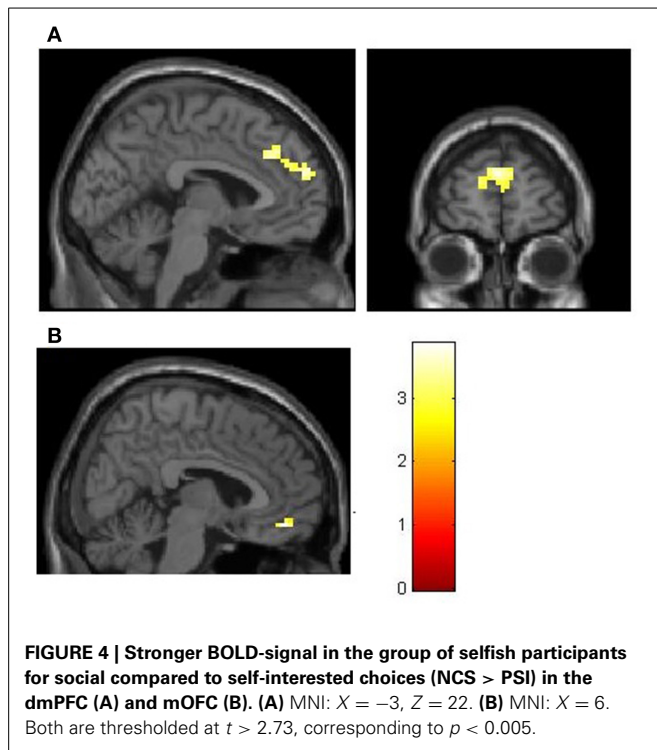 A
B
3
2
1
0
FIGURE 4 | Stronger BOLD-signal in the group of selfish participants
for social compared to self-interested choices (NCS > PSI) in the
dmPFC (A) and mOFC (B). (A) MNI: X = −3, Z = 22. (B) MNI: X = 6.
Both are thresholded at t > 2.73, corresponding to p < 0.005.